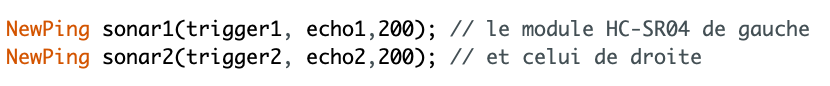 NewPing sonar1(trigger1, echo1,200); // le module HC-SR04 de gauche
NewPing sonar2(trigger2, echo2,200); // et celui de droite